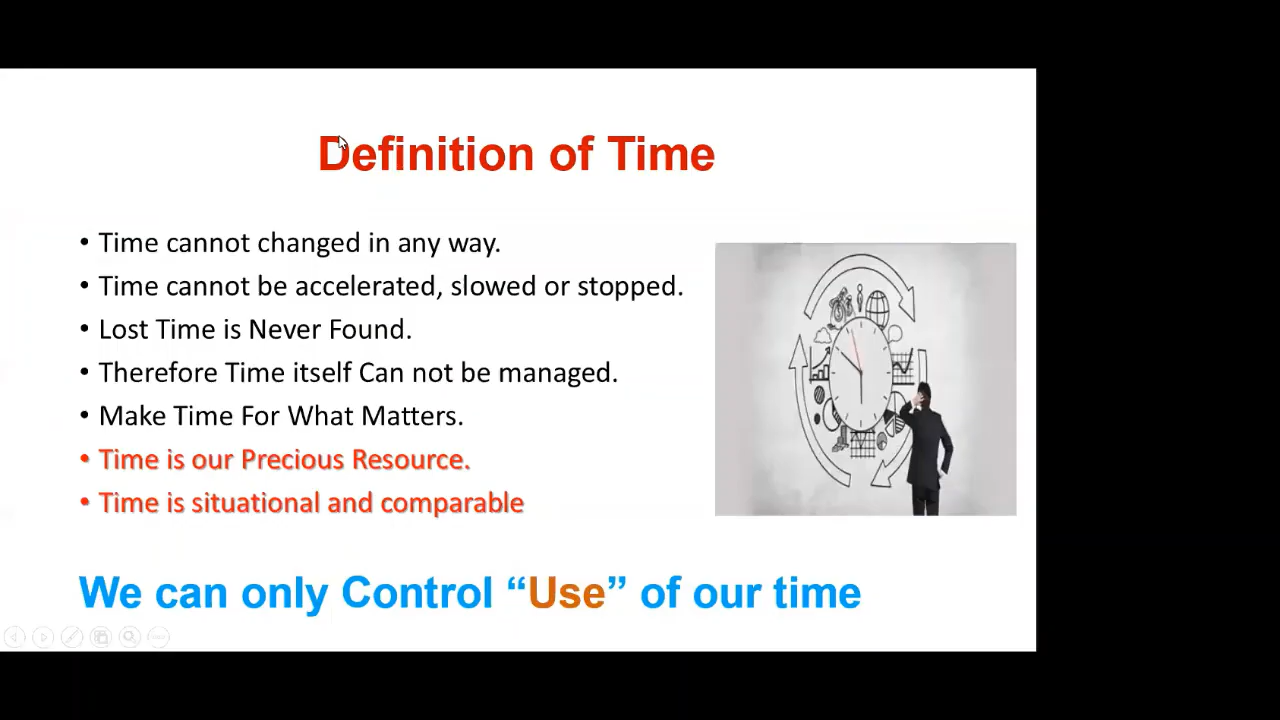 Definition of Time
• Time cannot changed in any way.
• Time cannot be accelerated, slowed or stopped.
• Lost Time is Never Found.
• Therefore Time itself Can not be managed.
• Make Time For What Matters.
• Time is our Precious Resource.
• Time is situational and comparable
We can only Control “Use” of our time